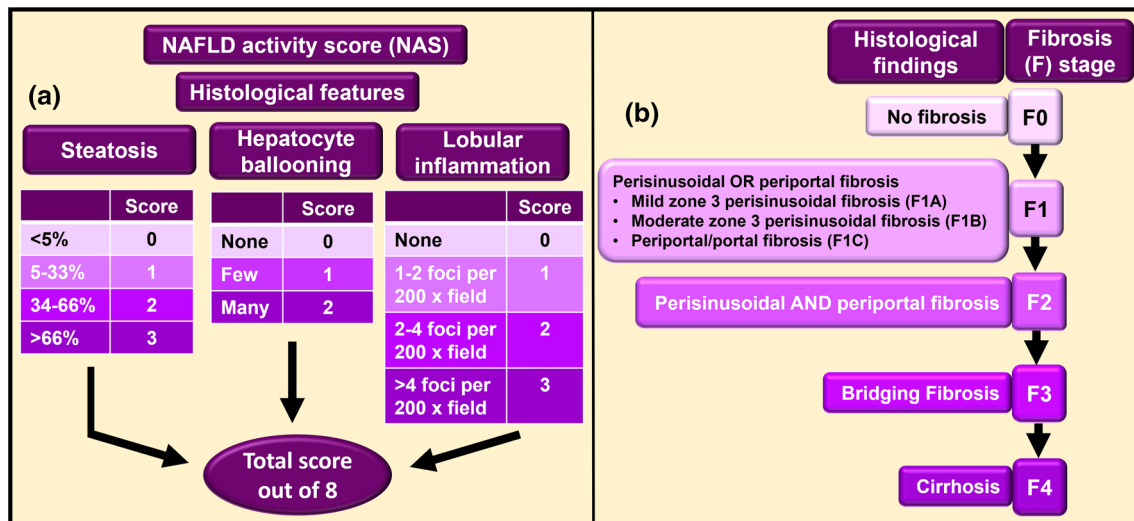 NAFLD activity score (NAS)
Histological features
(a)
Steatosis
Score
<5% 0
5-33% 1
34-66% 2
>66% 3
Hepatocyte
ballooning
Score
None 0
Few 1
Many 2
Lobular
inflammation
Score
None 0
1-2 foci per 1
200 x field
2-4 foci per 2
200 x field
>4 foci per 3
200 x field
Total score
out of 8
(b)
Histological
findings
Fibrosis
(F) stage
No fibrosis F0
Perisinusoidal OR periportal fibrosis
• Mild zone 3 perisinusoidal fibrosis (F1A)
• Moderate zone 3 perisinusoidal fibrosis (F1B)
• Periportal/portal fibrosis (F1C)
F1
Perisinusoidal AND periportal fibrosis F2
Bridging Fibrosis F3
Cirrhosis F4